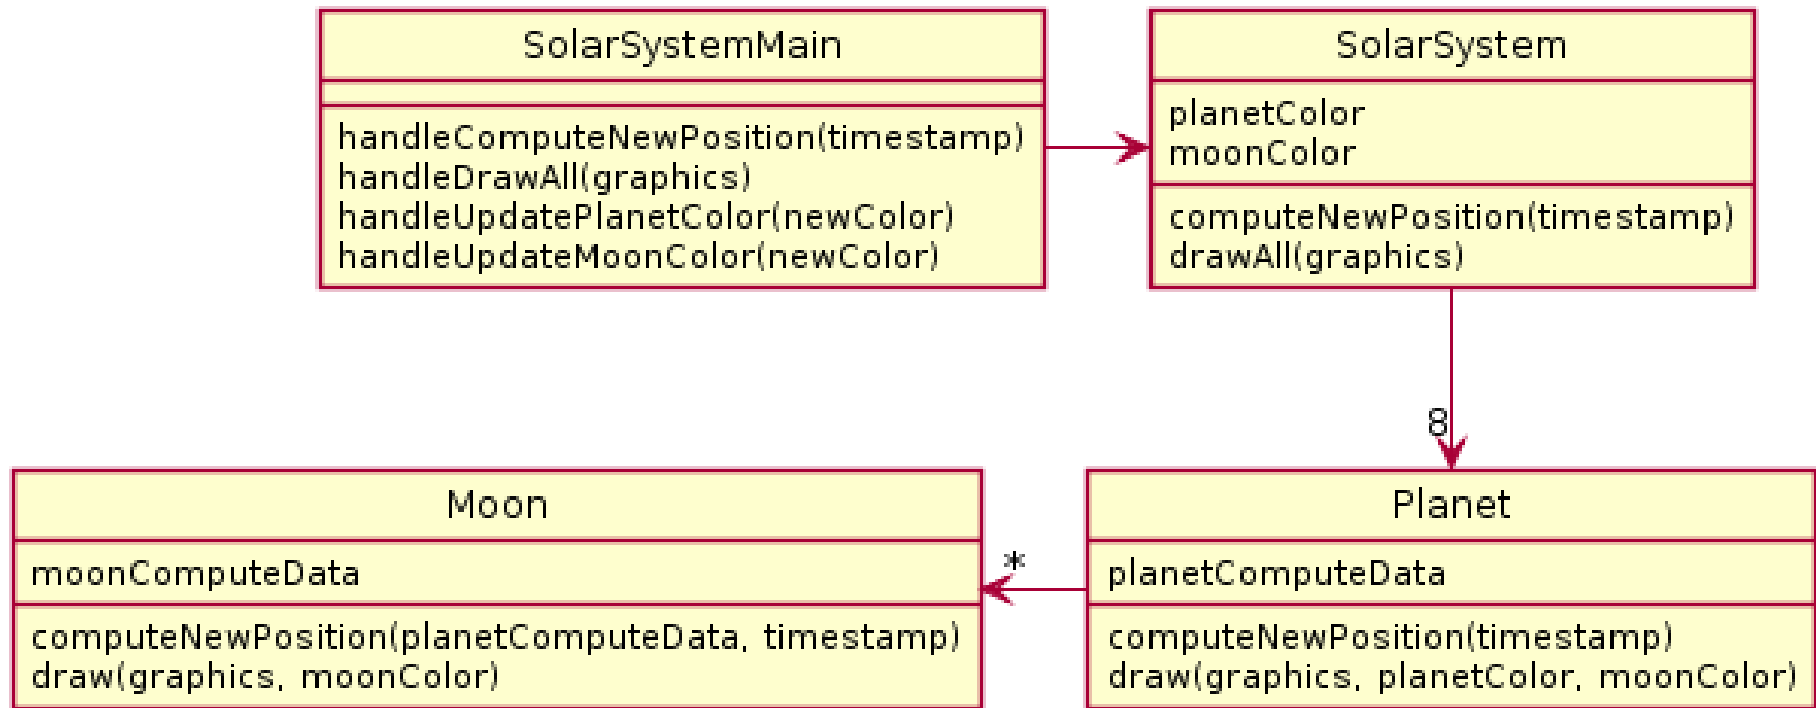 SolarSystemMain
handleComputeNewPosition(timestamp)
handleDrawAll(graphics)
handleUpdatePlanetColor(newColor)
handleUpdateMoonColor(newColor)
SolarSystem
planetColor
moonColor
computeNewPosition(timestamp)
drawAll(graphics)
8
*
Moon
moonComputeData
computeNewPosition(planetComputeData, timestamp)
draw(graphics, moonColor)
Planet
planetComputeData
computeNewPosition(timestamp)
draw(graphics, planetColor, moonColor)